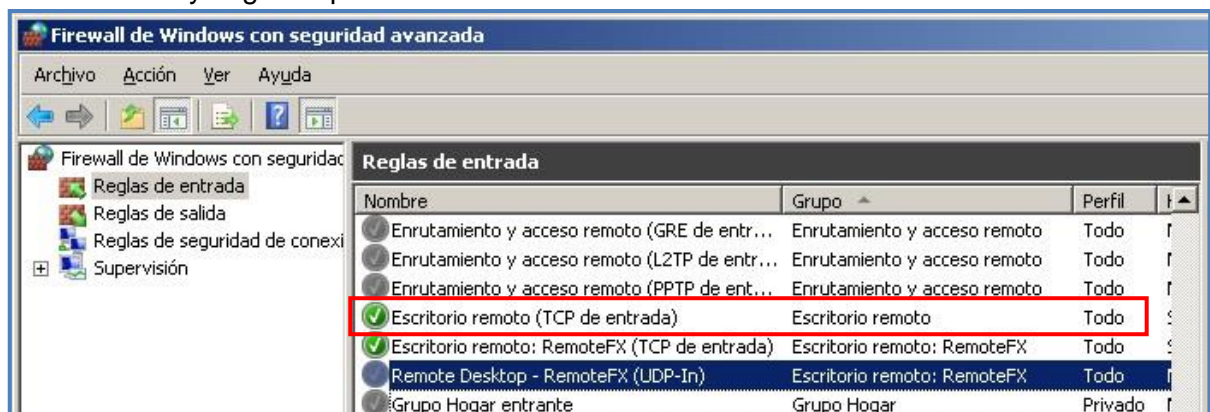 Firewall de Windows con seguridad avanzada
Archivo Acción Ver Ayuda
Firewall de Windows con seguridad
Reglas de entrada
Reglas de salida
Reglas de seguridad de conexi
Supervisión
Reglas de entrada
Nombre Grupo Perfil
Enrutamiento y acceso remoto (GRE de entr... Enrutamiento y acceso remoto Todo
Enrutamiento y acceso remoto (L2TP de entr... Enrutamiento y acceso remoto Todo
Enrutamiento y acceso remoto (PPTP de ent... Enrutamiento y acceso remoto Todo
Escritorio remoto (TCP de entrada) Escritorio remoto Todo
Escritorio remoto: RemoteFX (TCP de entrada) Escritorio remoto: RemoteFX Todo
Remote Desktop - RemoteFX (UDP-In) Escritorio remoto: RemoteFX Todo
Grupo Hogar entrante Grupo Hogar Privado